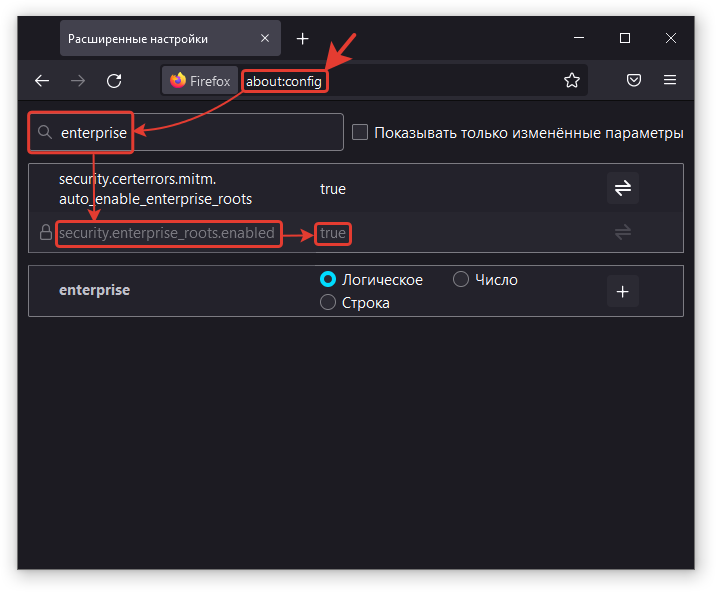 Расширенные настройки
Firefox
about:config
enterprise
Показывать только изменённые параметры
security.certerrors.mitm.
auto_enable_enterprise_roots
true
security.enterprise_roots.enabled
true
enterprise
Логическое
Число
Строка